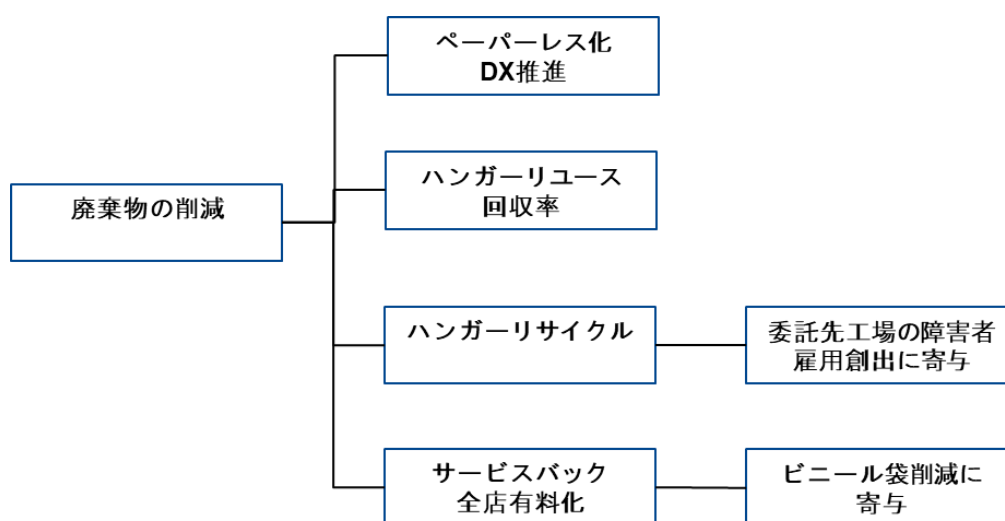 ペーパーレス化
DX推進
ハンガーリユース
回収率
廃棄物の削減
ハンガーリサイクル
委託先工場の障害者
雇用創出に寄与
サービスバック
全店有料化
ビニール袋削減に
寄与